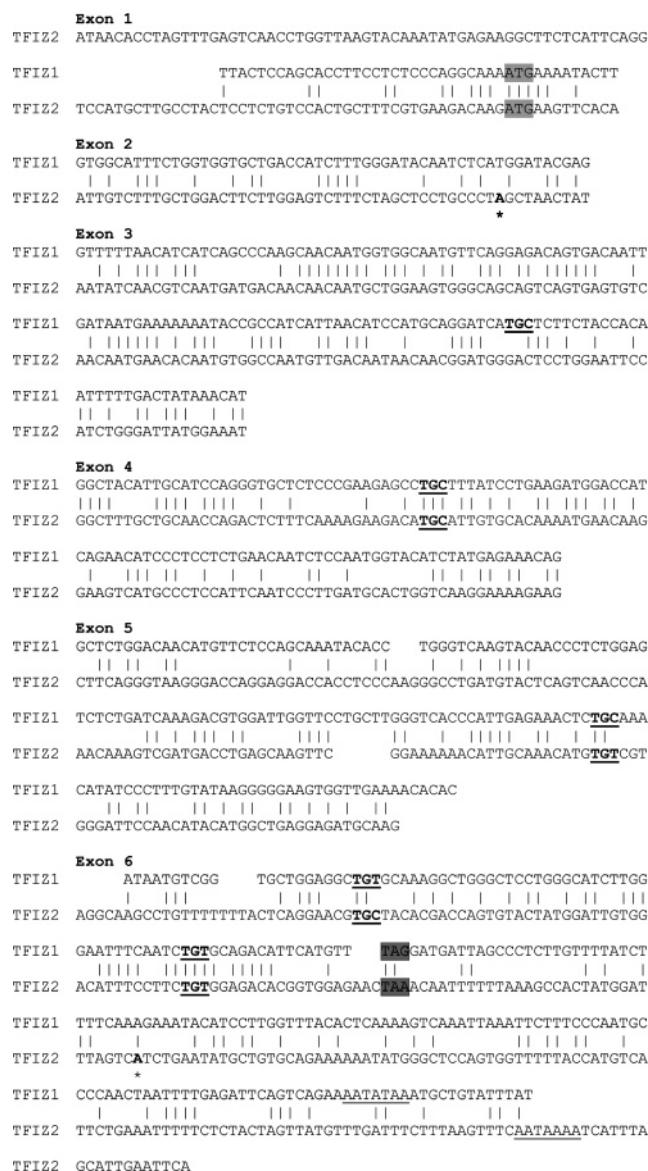 Exon 1
TFIZ2 ATAACACCTAGTTTGAGTCAACCTGGTTAAGTACAAATATGAGAAGGCTTCTCATTCAGG
TFIZ1 TTACTCCAGCACCTTCCTCTCCCAGGCAAAATGAAAATACTT
TFIZ2 TCCATGCTTGCCTACTCCTCTGTCCACTGCTTTCGTGAAGACAAGATGAAGTTCACA
Exon 2
TFIZ1 GTGGCATTTCTGGTGGTGCTGACCATCTTTGGGATACAATCTCATGGATACGAG
TFIZ2 ATTGTCTTTGCTGGACTTCTTGGAGTCTTTCTAGCTCCTGCCCTAGCTAACTAT
*
Exon 3
TFIZ1 GTTTTTAACATCATCAGCCCAAGCAACAATGGTGGCAATGTTCAGGAGACAGTGACAATT
TFIZ2 AATATCAACGTCAATGATGACAACAACAATGCTGGAAGTGGGCAGCAGTCAGTGAGTGTC
TFIZ1 GATAATGAAAAAAATACCGCCATCATTAACATCCATGCAGGATCATGCTCTTCTACCACA
TFIZ2 AACAATGAACACAATGTGGCCAATGTTGACAATAACAACGGATGGGACTCCTGGAATTCC
TFIZ1 ATTTTTGACTATAAACAT
TFIZ2 ATCTGGGATTATGGAAAT
Exon 4
TFIZ1 GGCTACATTGCATCCAGGGTGCTCTCCCGAAGAGCCTGCTTTATCCTGAAGATGGACCAT
TFIZ2 GGCTTTGCTGCAACCAGACTCTTTCAAAAGAAGACATGCATTGTGCACAAAATGAACAAG
TFIZ1 CAGAACATCCCTCCTCTGAACAATCTCCAATGGTACATCTATGAGAAACAG
TFIZ2 GAAGTCATGCCCTCCATTCAATCCCTTGATGCACTGGTCAAGGAAAAGAAG
Exon 5
TFIZ1 GCTCTGGACAACATGTTCTCCAGCAAATACACC TGGGTCAAGTACAACCCTCTGGAG
TFIZ2 CTTCAGGGTAAGGGACCAGGAGGACCACCTCCCAAGGGCCTGATGTACTCAGTCAACCCA
TFIZ1 TCTCTGATCAAAGACGTGGATTGGTTCCTGCTTGGGTCACCCATTGAGAAACTCTGCAAA
TFIZ2 AACAAAGTCGATGACCTGAGCAAGTTC GGAAAAAACATTGCAAACATGTGTCGT
TFIZ1 CATATCCCTTTGTATAAGGGGGAAGTGGTTGAAAACACAC
TFIZ2 GGGATTCCAACATACATGGCTGAGGAGATGCAAG
Exon 6
TFIZ1 ATAATGTCGG TGCTGGAGGCTGTGCAAAGGCTGGGCTCCTGGGCATCTTGG
TFIZ2 AGGCAAGCCTGTTTTTTTACTCAGGAACGTGCTACACGACCAGTGTACTATGGATTGTGG
TFIZ1 GAATTTCAATCTGTGCAGACATTCATGTT TAGGATGATTAGCCCTCTTGTTTTATCT
TFIZ2 ACATTTCCTTCTGTGGAGACACGGTGGAGAACTAAACAATTTTTTAAAGCCACTATGGAT
TFIZ1 TTTCAAAGAAATACATCCTTGGTTTACACTCAAAAGTCAAATTAAATTCTTTCCCAATGC
TFIZ2 TTAGTCATCTGAATATGCTGTGCAGAAAAAATATGGGCTCCAGTGGTTTTTACCATGTCA
*
TFIZ1 CCCAACTAATTTTGAGATTCAGTCAGAAAATATAAATGCTGTATTTAT
TFIZ2 TTCTGAAATTTTTCTCTACTAGTTATGTTTGATTTCTTTAAGTTTCAATAAAATCATTTA
TFIZ2 GCATTGAATTCA